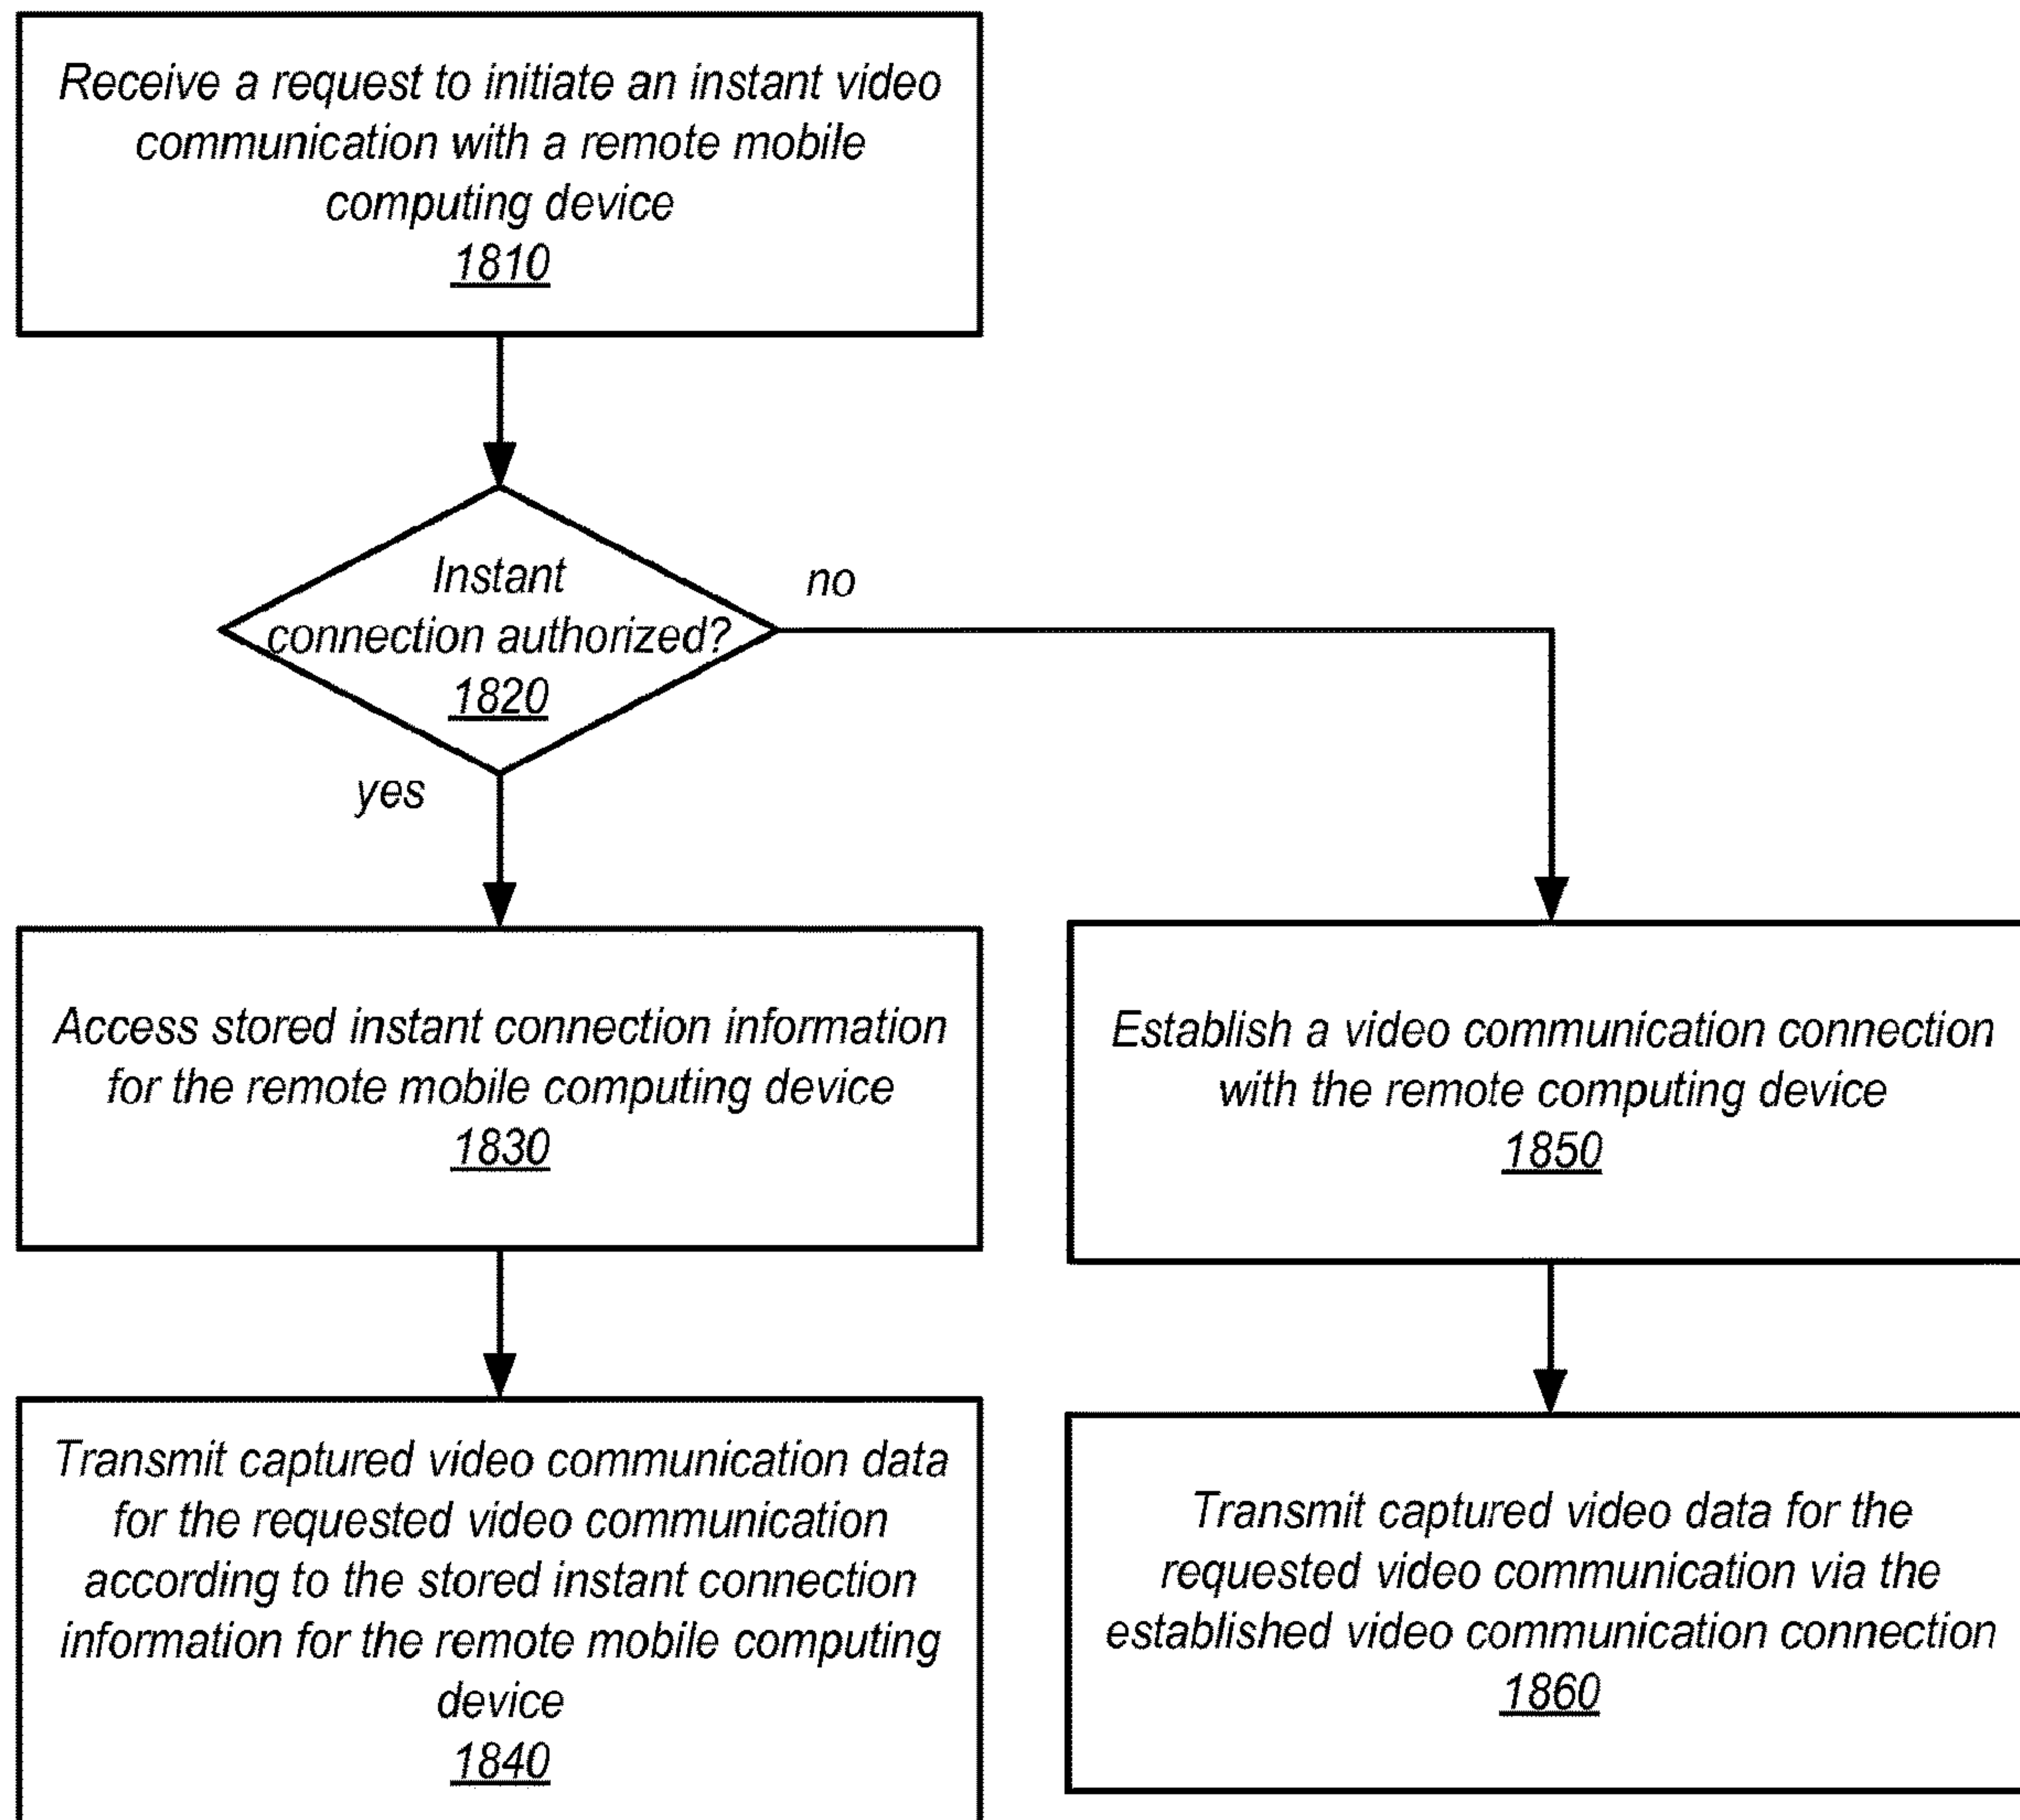 Receive a request to initiate an instant video
communication with a remote mobile
computing device
1810
Instant
connection authorized?
1820
no
yes
Access stored instant connection information
for the remote mobile computing device
1830
Establish a video communication connection
with the remote computing device
1850
Transmit captured video communication data
for the requested video communication
according to the stored instant connection
information for the remote mobile computing
device
1840
Transmit captured video data for the
requested video communication via the
established video communication connection
1860